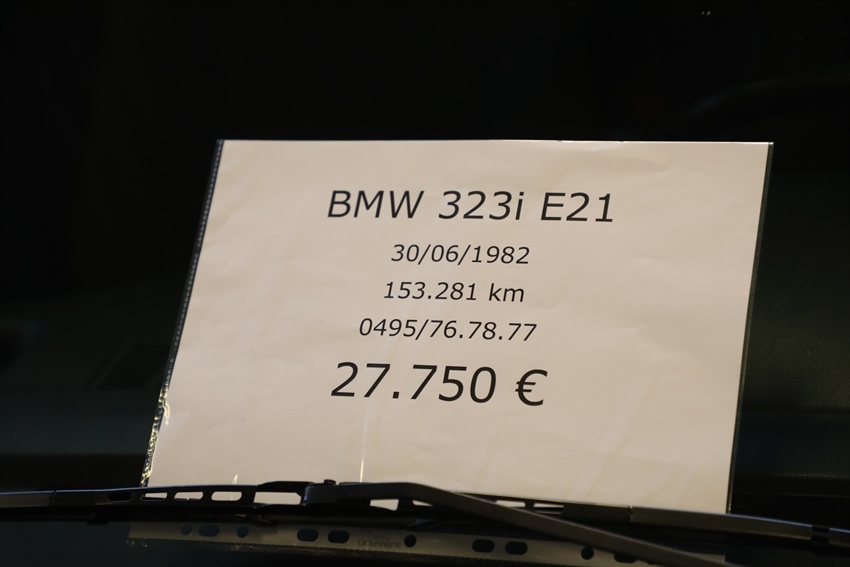 BMW 323i E21
30/06/1982
153.281 km
0495/76.78.77
27.750 €